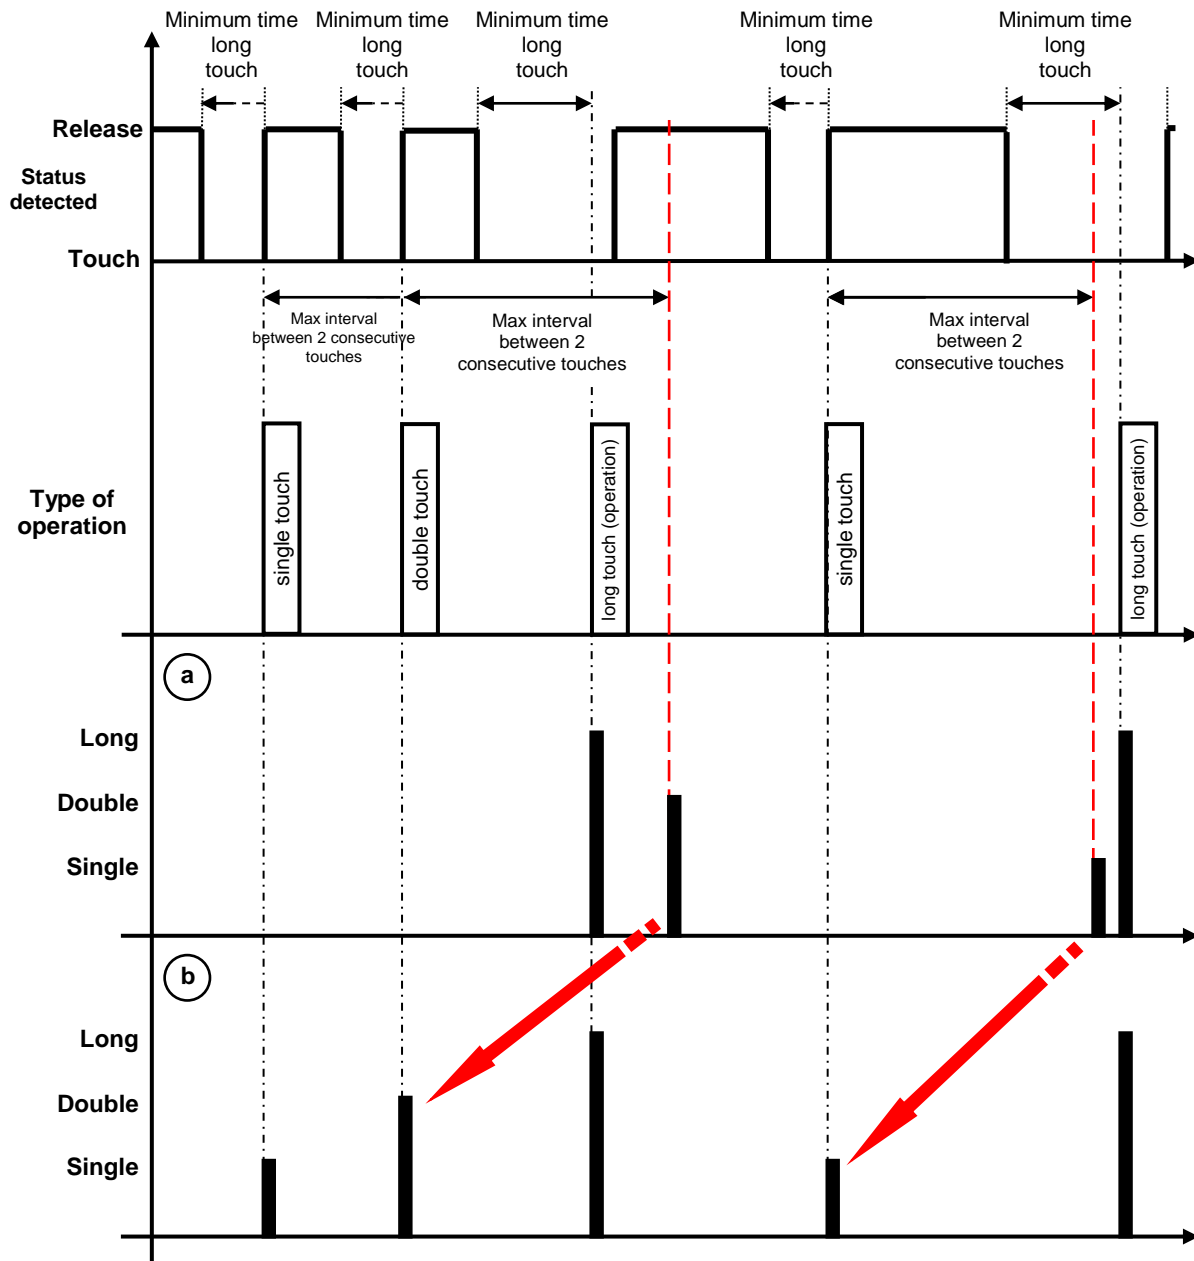 Minimum time
long
touch
Minimum time
long
touch
Minimum time
long
touch
Minimum time
long
touch
Minimum time
long
touch
Release
Status
detected
Touch
Max interval
between 2 consecutive
touches
Max interval
between 2
consecutive touches
Max interval
between 2
consecutive touches
Type of
operation
single touch
double touch
long touch (operation)
single touch
long touch (operation)
a
Long
Double
Single
b
Long
Double
Single